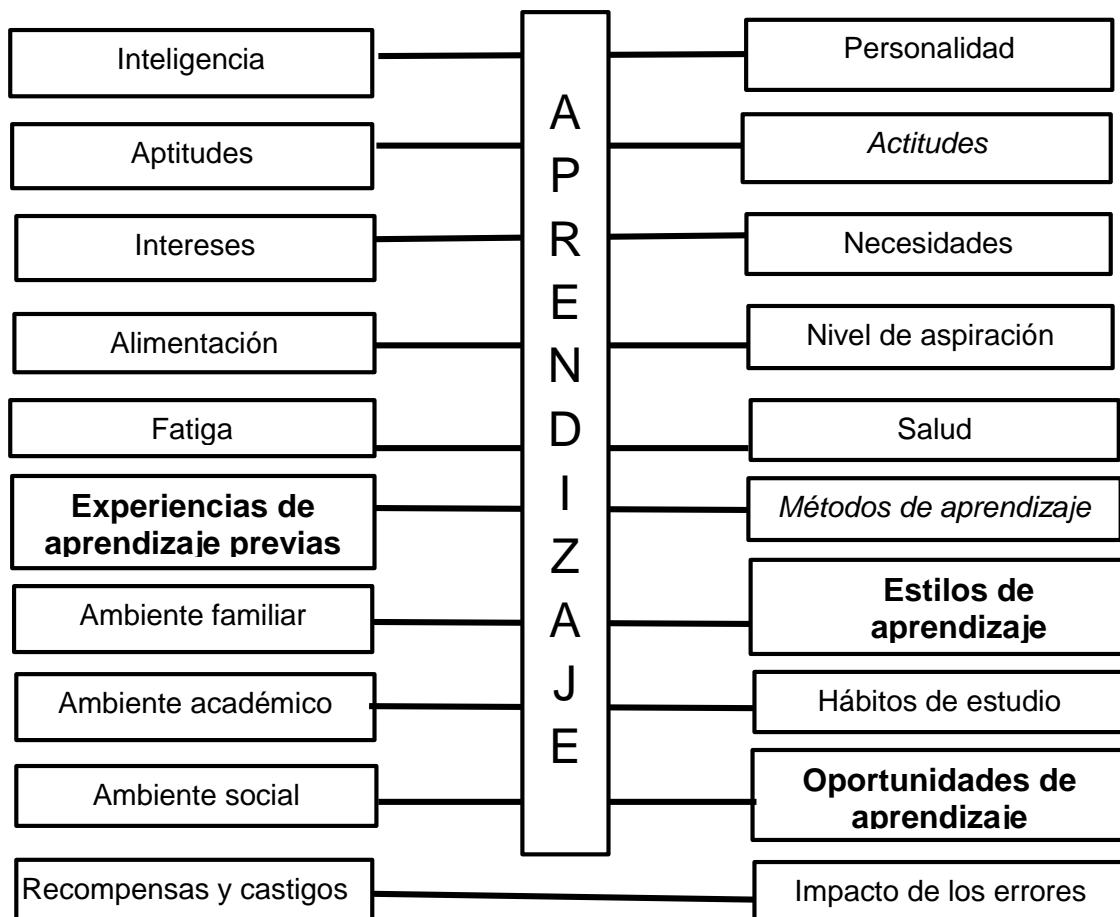 Inteligencia
Personalidad
Aptitudes
Actitudes
Intereses
Necesidades
Alimentación
Nivel de aspiración
Fatiga
Salud
Experiencias de
aprendizaje previas
Métodos de aprendizaje
Ambiente familiar
Estilos de
aprendizaje
Ambiente académico
Hábitos de estudio
Ambiente social
Oportunidades de
aprendizaje
Recompensas y castigos
Impacto de los errores
A
P
R
E
N
D
I
Z
A
J
E